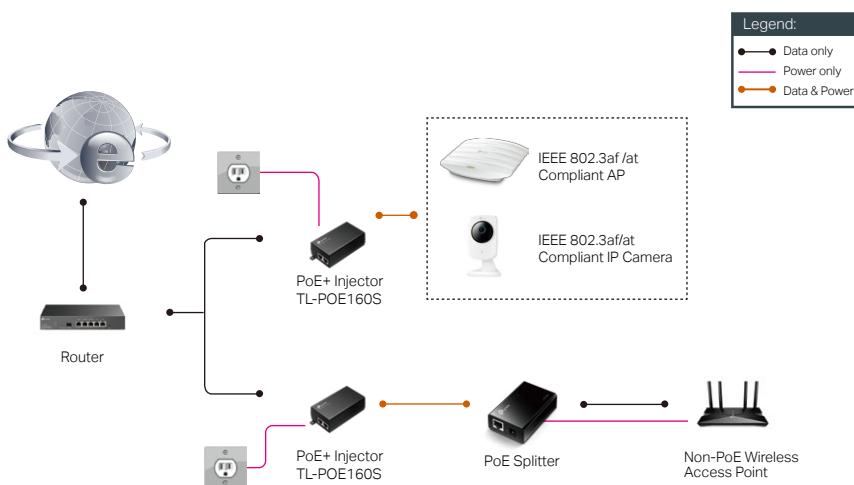 Legend:
Data only
Power only
Data & Power
IEEE 802.3af /at
Compliant AP
IEEE 802.3af/at
Compliant IP Camera
PoE+ Injector
TL-POE160S
Router
PoE+ Injector
TL-POE160S
PoE Splitter
Non-PoE Wireless
Access Point